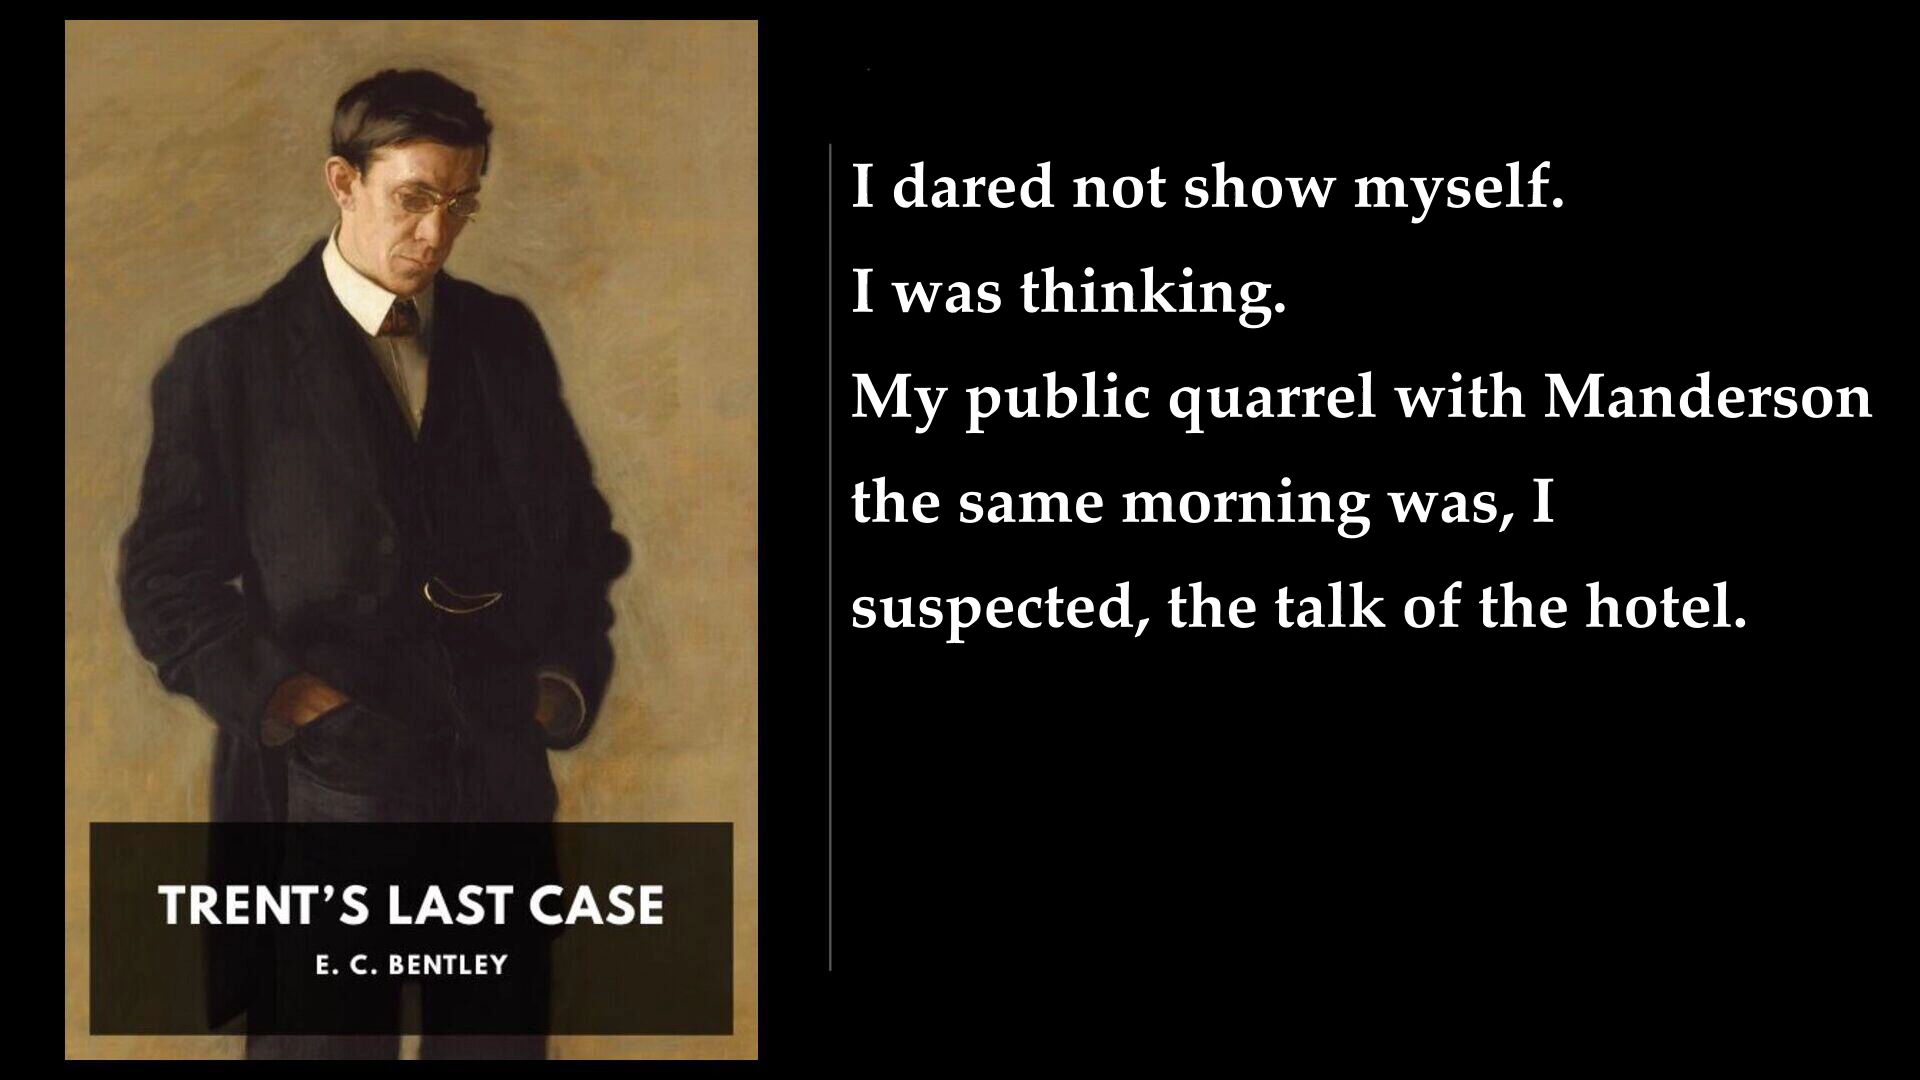 I dared not show myself.
I was thinking.
My public quarrel with Manderson
the same morning was, I
suspected, the talk of the hotel.
TRENT’S LAST CASE
E. C. BENTLEY